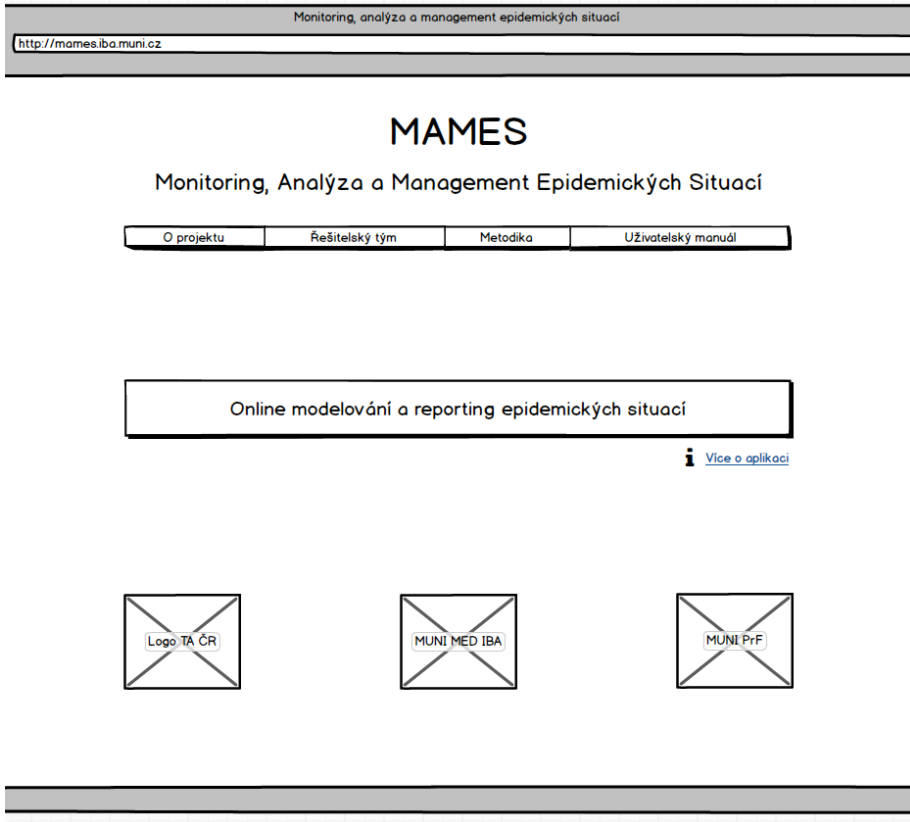 Monitoring, analýza a management epidemických situací
http://mames.iba.muni.cz
MAMES
Monitoring, Analýza a Management Epidemických Situací
O projektu Řešitelský tým Metodika Uživatelský manuál
Online modelování a reporting epidemických situací
i Více o aplikaci
Logo TA ČR MUNI MED IBA MUNI PrF